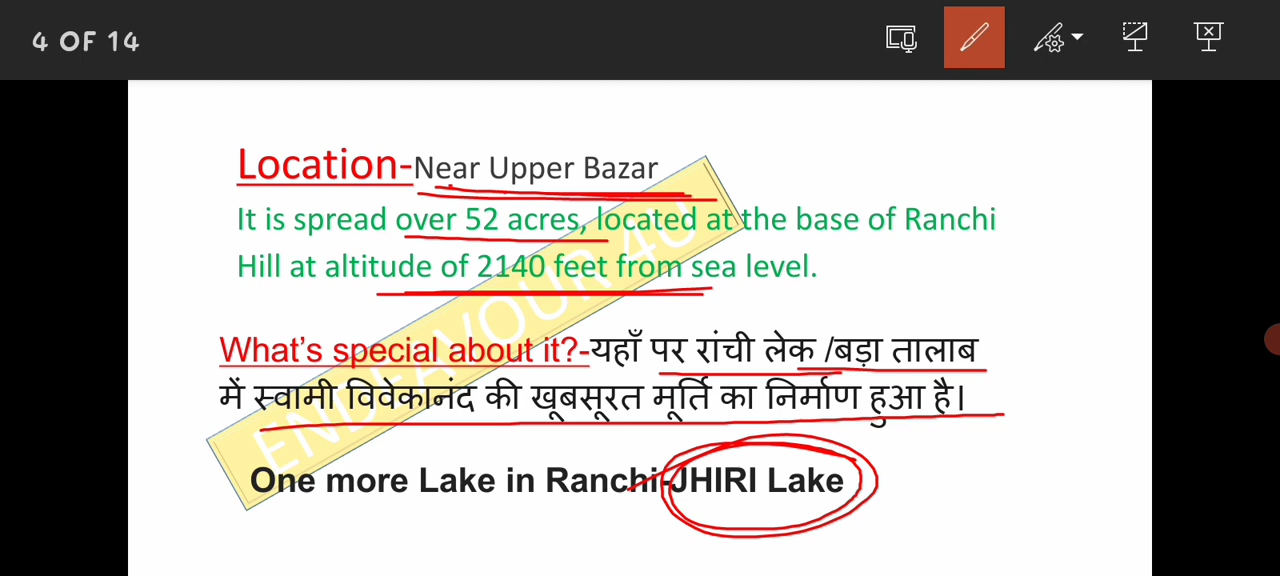 4 OF 14
Location-Near Upper Bazar
It is spread over 52 acres, located at the base of Ranchi
Hill at altitude of 2140 feet from sea level.
What's special about it?-यहाँ पर रांची लेक /बड़ा तालाब
में स्वामी विवेकानंद की खूबसूरत मूर्ति का निर्माण हुआ है।
One more Lake in Ranchi-JHIRI Lake
ENDEAVOUR 4U